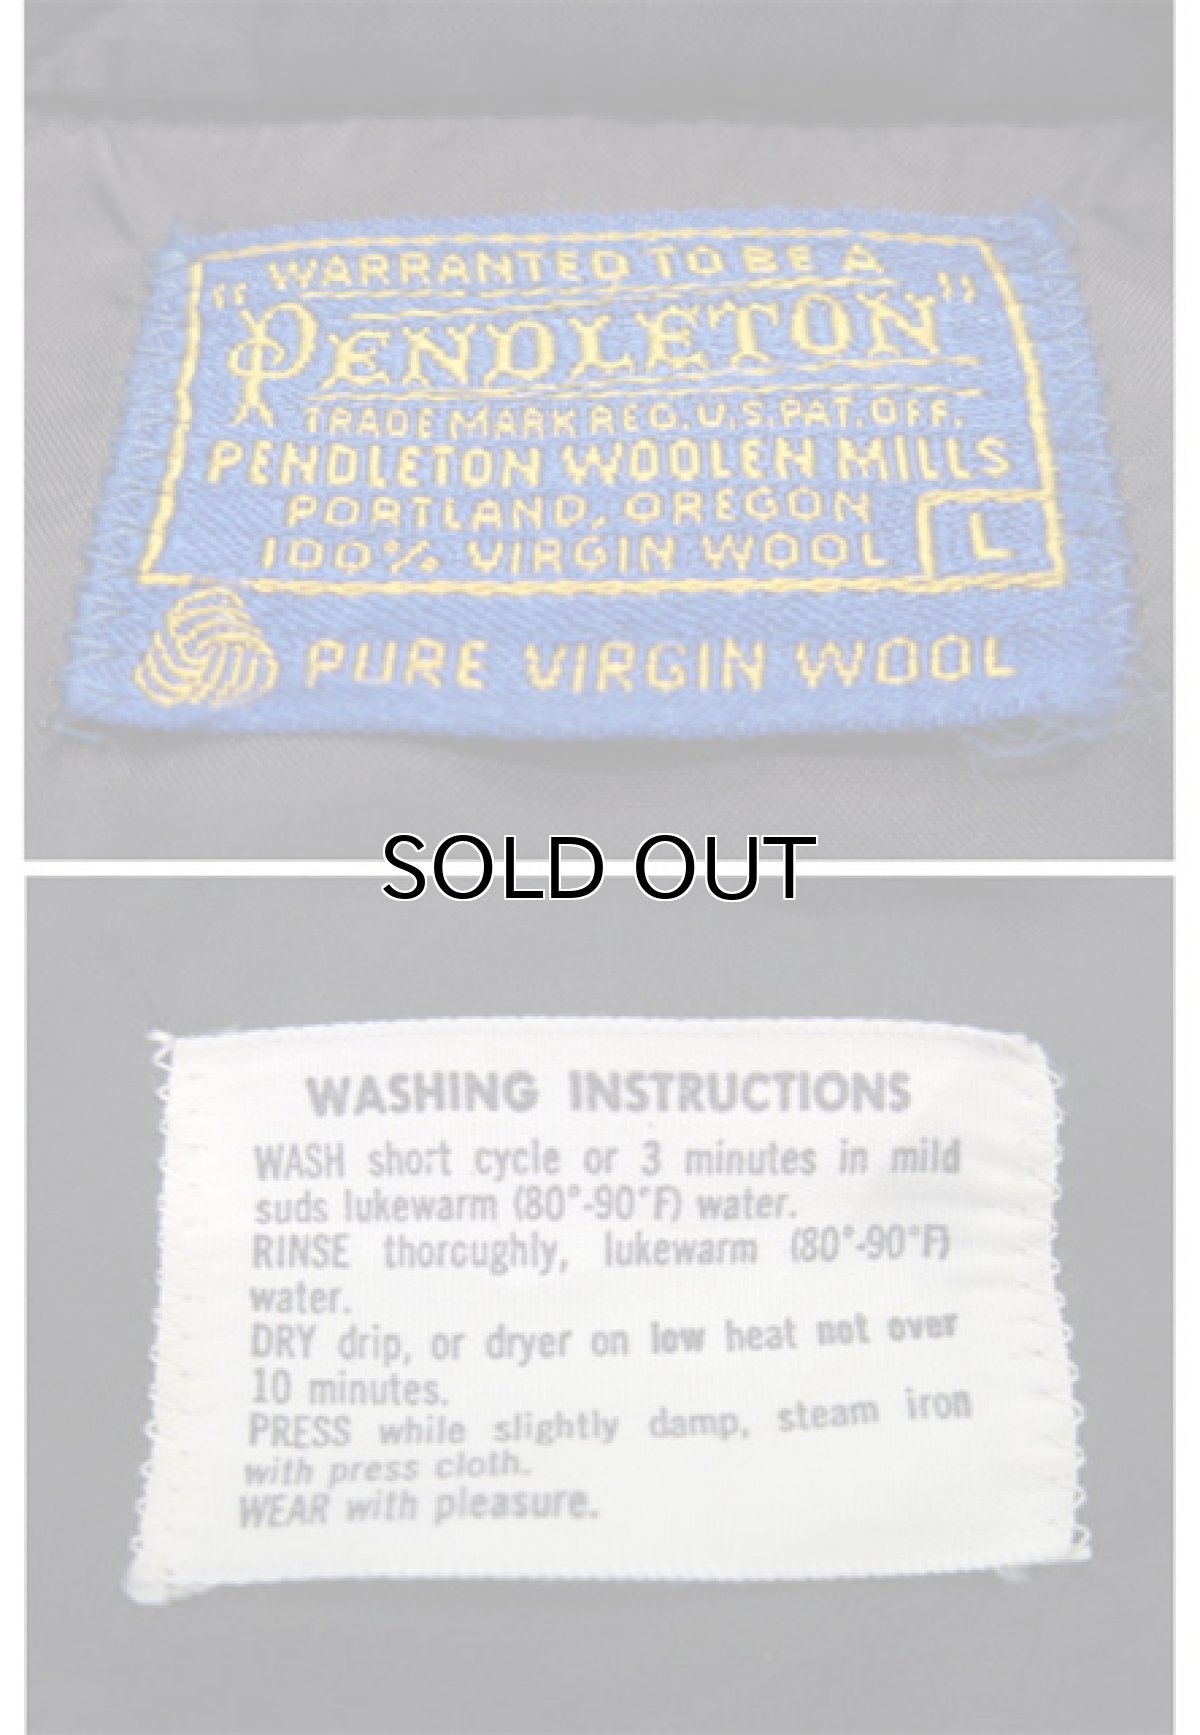 WARRANTED TO BE A
"PENDLETON"
TRADE MARK REG. U.S. PAT. OFF.
PENDLETON WOOLEN MILLS
PORTLAND, OREGON
100% VIRGIN WOOL
L
PURE VIRGIN WOOL
SOLD OUT
WASHING INSTRUCTIONS
WASH short cycle or 3 minutes in mild
suds lukewarm (80°-90°F) water.
RINSE thoroughly, lukewarm (80°-90°F)
water.
DRY drip, or dryer on low heat not over
10 minutes.
PRESS while slightly damp, steam iron
with press cloth.
WEAR with pleasure.